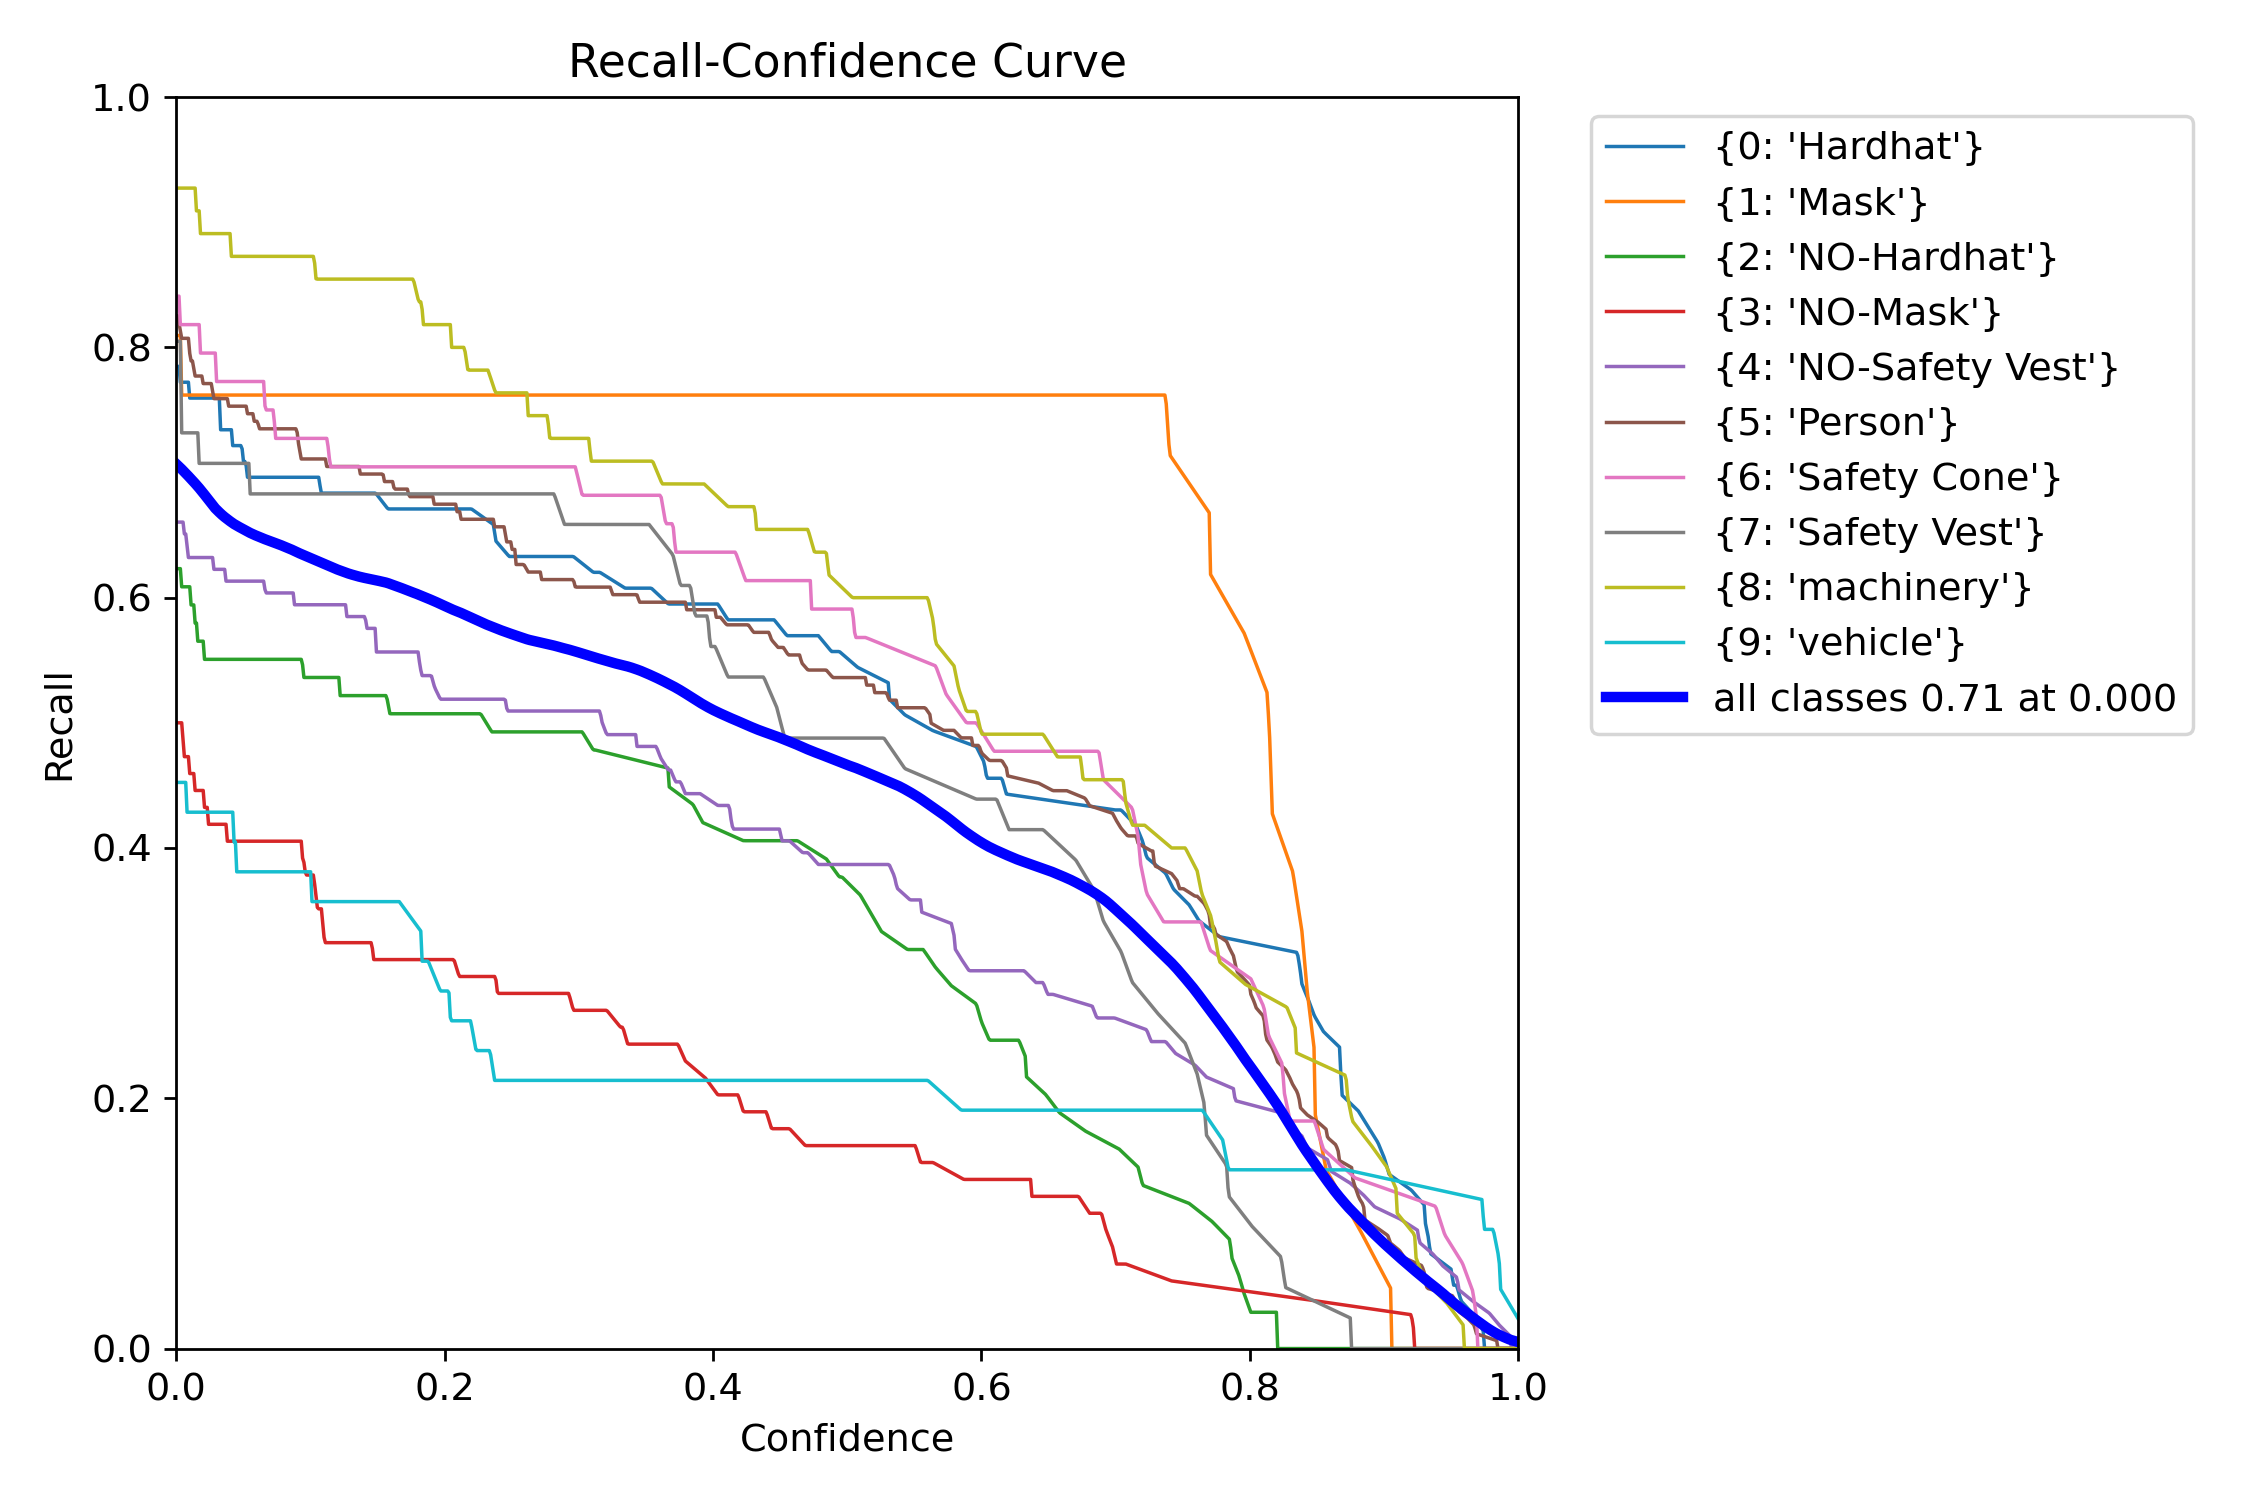 Recall-Confidence Curve
1.0
0.8
0.6
0.4
0.2
0.0
Recall
0.0 0.2 0.4 0.6 0.8 1.0
Confidence
{0: 'Hardhat'}
{1: 'Mask'}
{2: 'NO-Hardhat'}
{3: 'NO-Mask'}
{4: 'NO-Safety Vest'}
{5: 'Person'}
{6: 'Safety Cone'}
{7: 'Safety Vest'}
{8: 'machinery'}
{9: 'vehicle'}
all classes 0.71 at 0.000